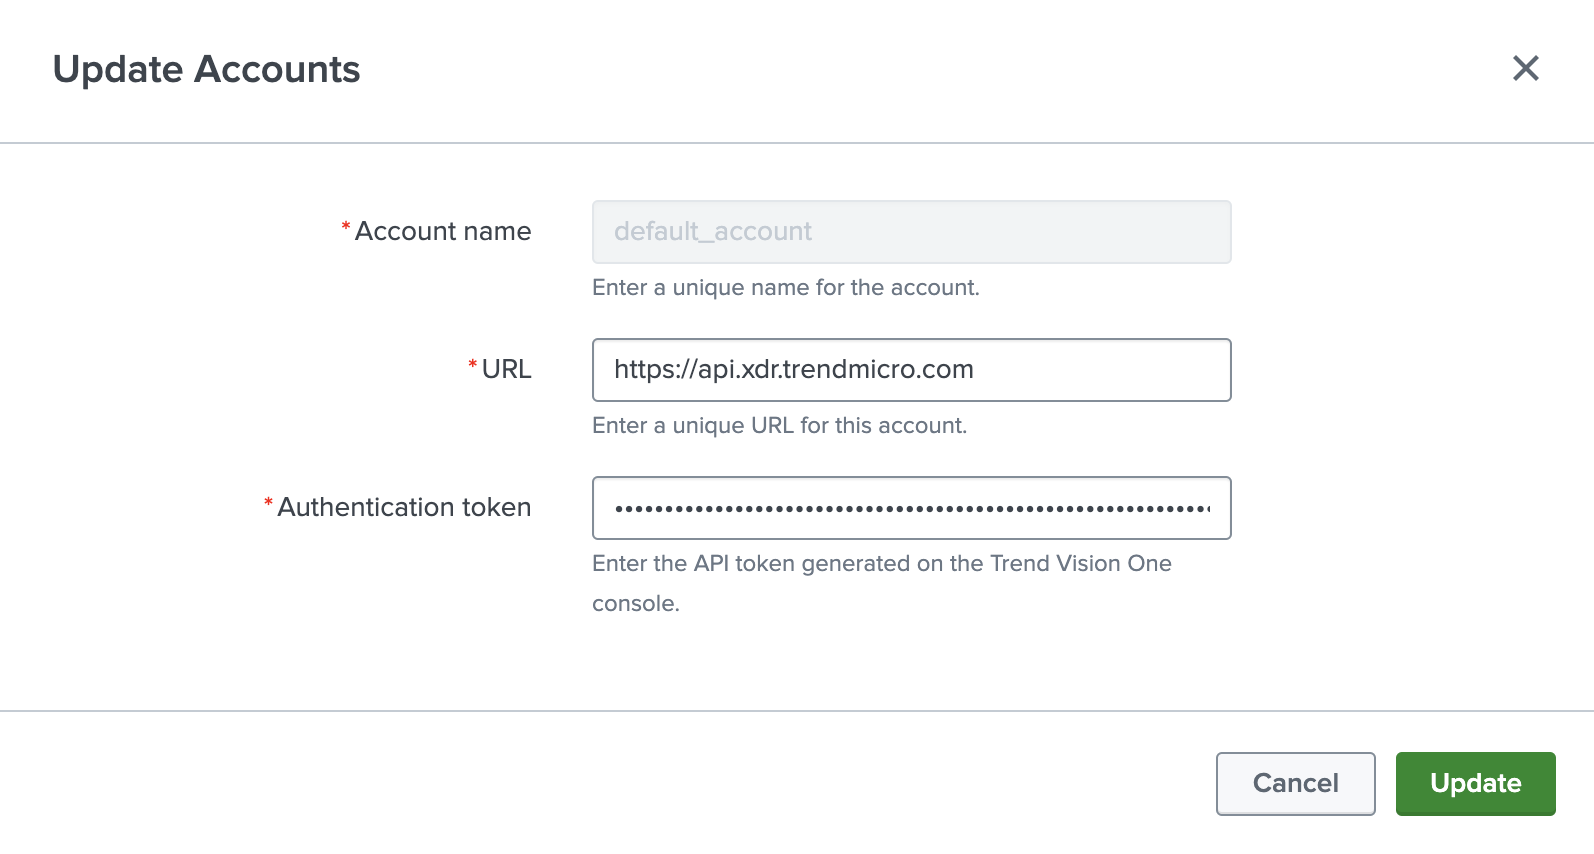 Update Accounts
*Account name
default_account
Enter a unique name for the account.
*URL
https://api.xdr.trendmicro.com
Enter a unique URL for this account.
*Authentication token
Enter the API token generated on the Trend Vision One
console.
Cancel
Update